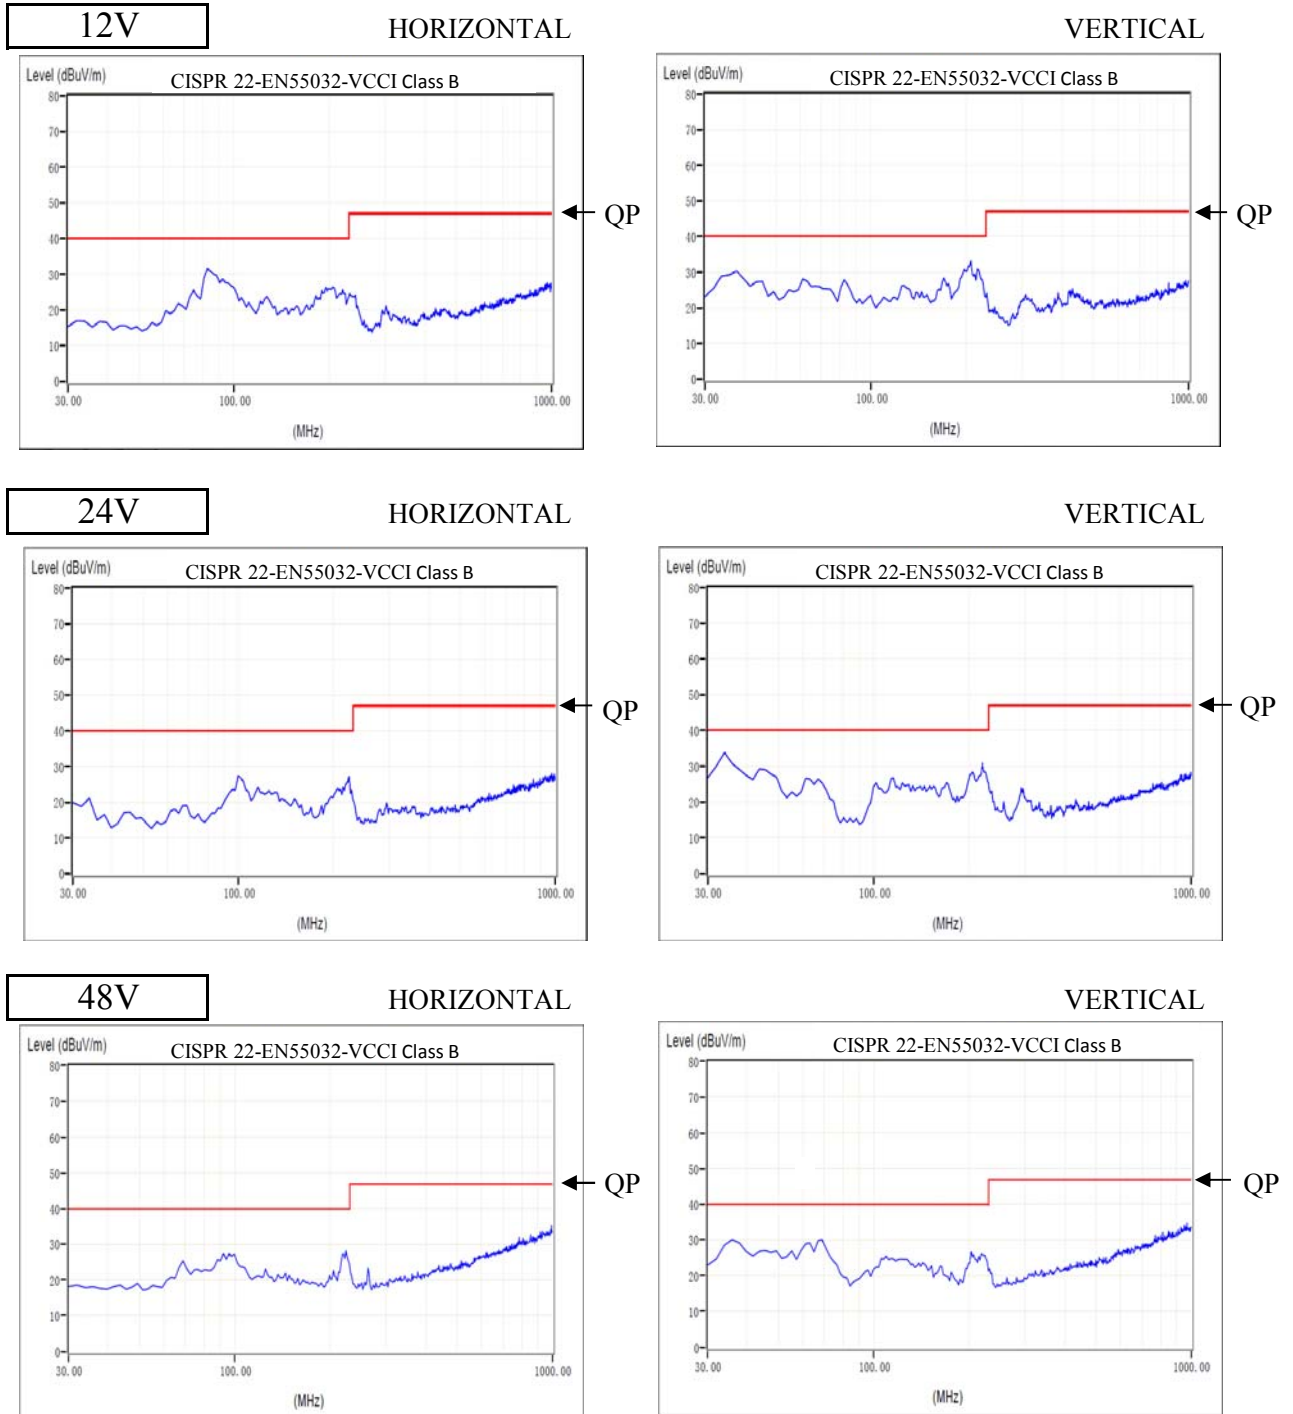 12V
HORIZONTAL
VERTICAL
Level (dBuV/m)
CISPR 22-EN55032-VCCI Class B
80
70
60
50
40
30
20
10
0
30.00
100.00
1000.00
(MHz)
QP
Level (dBuV/m)
CISPR 22-EN55032-VCCI Class B
80
70
60
50
40
30
20
10
0
30.00
100.00
1000.00
(MHz)
QP
24V
HORIZONTAL
VERTICAL
Level (dBuV/m)
CISPR 22-EN55032-VCCI Class B
80
70
60
50
40
30
20
10
0
30.00
100.00
1000.00
(MHz)
QP
Level (dBuV/m)
CISPR 22-EN55032-VCCI Class B
80
70
60
50
40
30
20
10
0
30.00
100.00
1000.00
(MHz)
QP
48V
HORIZONTAL
VERTICAL
Level (dBuV/m)
CISPR 22-EN55032-VCCI Class B
80
70
60
50
40
30
20
10
0
30.00
100.00
1000.00
(MHz)
QP
Level (dBuV/m)
CISPR 22-EN55032-VCCI Class B
80
70
60
50
40
30
20
10
0
30.00
100.00
1000.00
(MHz)
QP